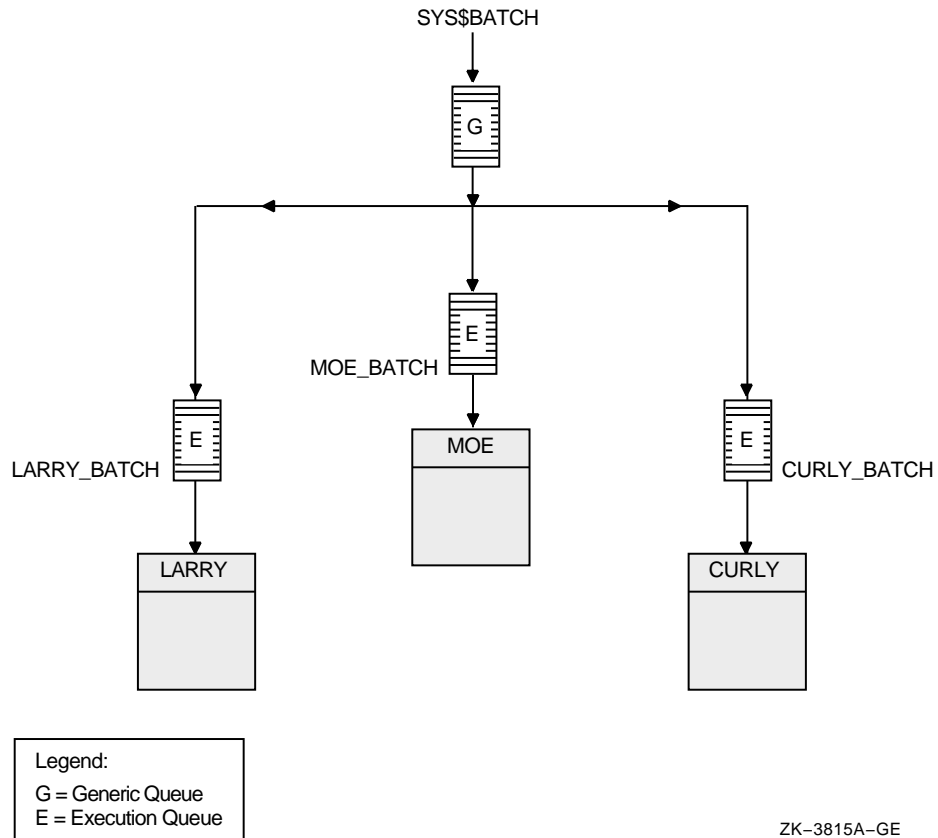 SYS$BATCH
G
E
MOE_BATCH
E
LARRY_BATCH
MOE
E
CURLY_BATCH
LARRY
CURLY
Legend:
G = Generic Queue
E = Execution Queue
ZK–3815A–GE